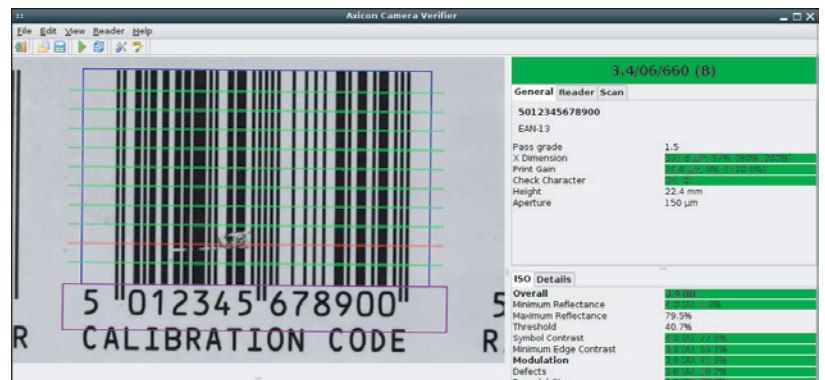 Axicon Camera Verifier
File Edit View Reader Help
3.4/06/660 (B)
General Reader Scan
5012345678900
EAN-13
Pass grade 1.5
X Dimension
Print Gain
Check Character
Height 22.4 mm
Aperture 150 µm
ISO Details
Overall 3.4 (B)
Minimum Reflectance
Maximum Reflectance 79.5%
Threshold 40.7%
Symbol Contrast
Minimum Edge Contrast
Modulation
Defects
5 012345 678900
CALIBRATION CODE
5
R
R